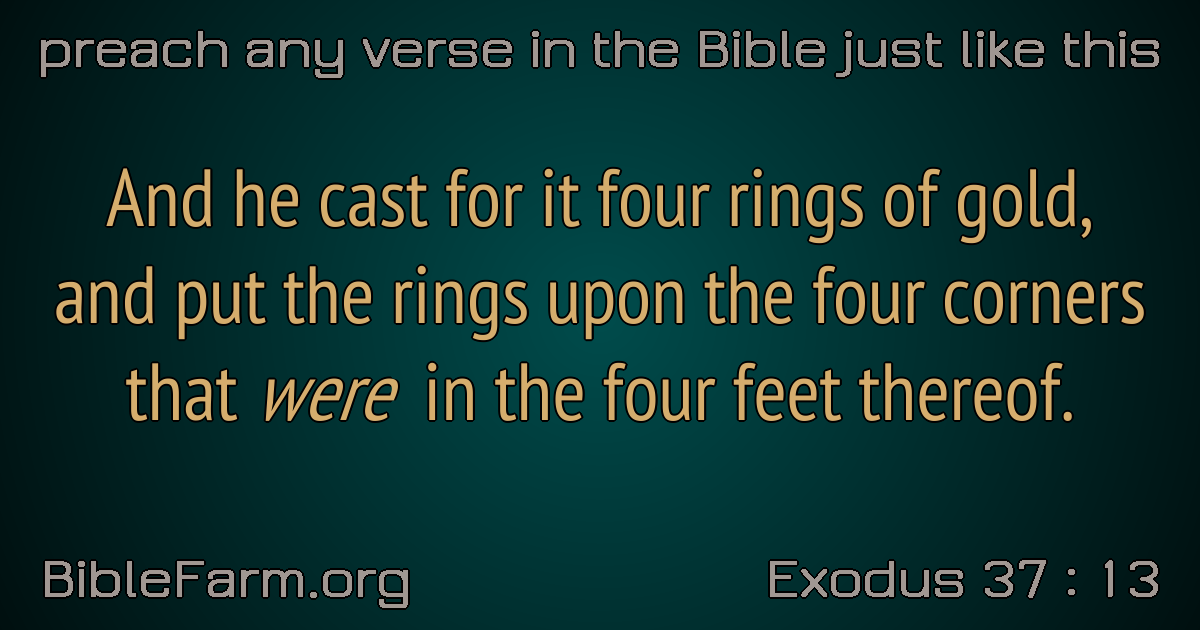 preach any verse in the Bible just like this
And he cast for it four rings of gold,
and put the rings upon the four corners
that were in the four feet thereof.
BibleFarm.org
Exodus 37 : 13